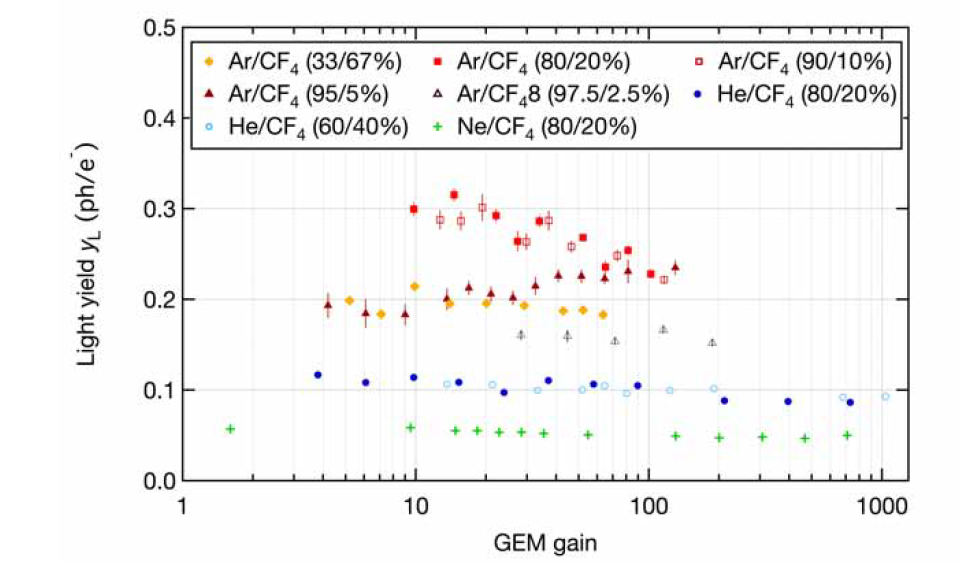 0.5
Ar/CF4 (33/67%) Ar/CF4 (80/20%) Ar/CF4 (90/10%)
Ar/CF4 (95/5%) Ar/CF48 (97.5/2.5%) He/CF4 (80/20%)
He/CF4 (60/40%) Ne/CF4 (80/20%)
0.4
0.3
0.2
0.1
0.0
Light yield yL (ph/e-)
1 10 100 1000
GEM gain